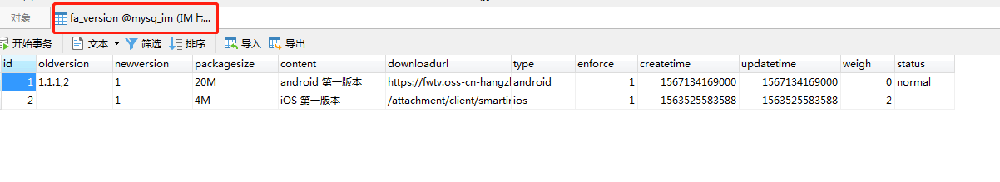 对象 fa_version @mysq_im (IM七...
开始事务 文本 筛选 排序 导入 导出
id oldversion newversion packagesize content downloadurl type enforce createtime updatetime weigh status
1 1.1.1,2 1 20M android 第一版本 https://fwtv.oss-cn-hangzl android 1 1567134169000 1567134169000 0 normal
2 1 4M iOS 第一版本 /attachment/client/smartir ios 1 1563525583588 1563525583588 2